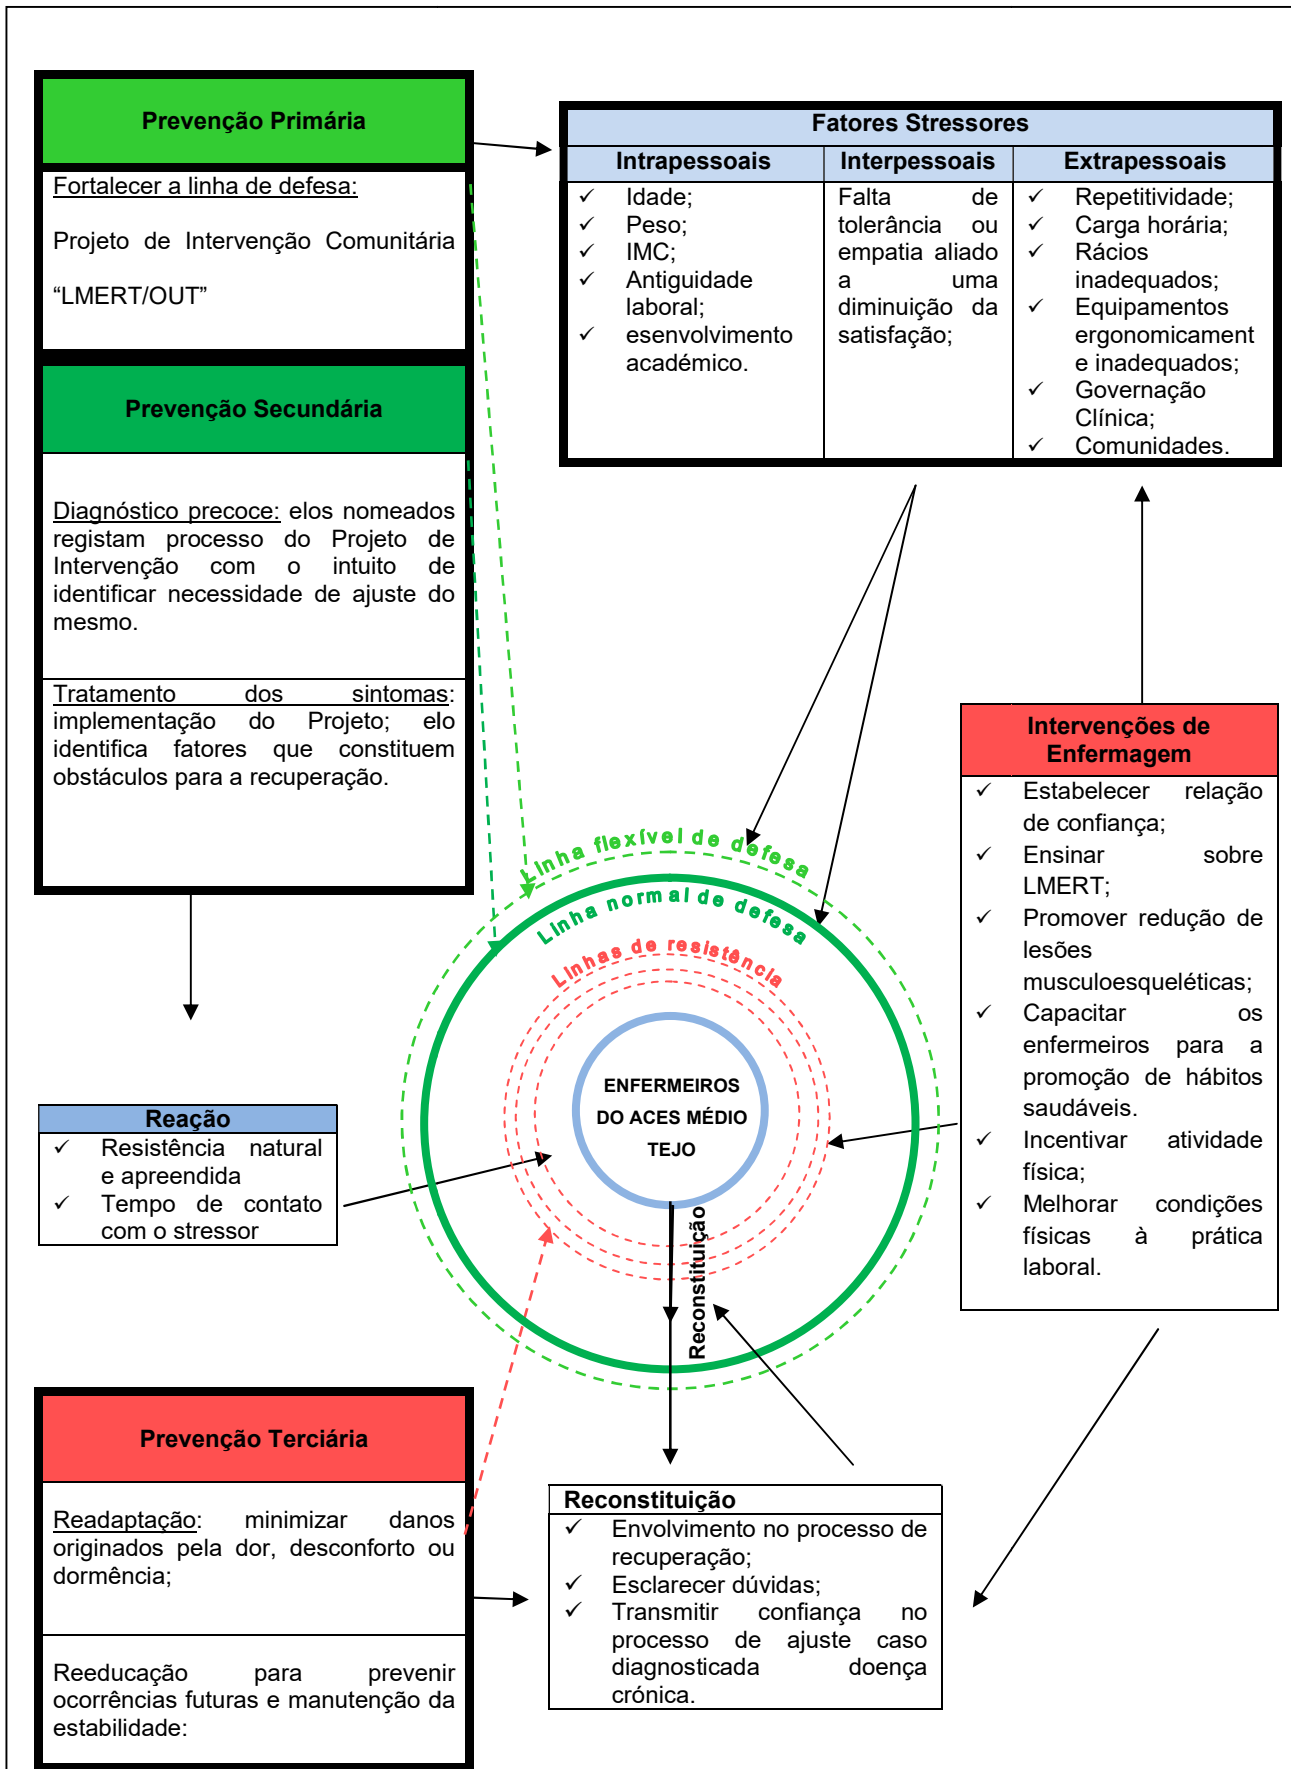 Prevenção Primária
Fortalecer a linha de defesa:
Projeto de Intervenção Comunitária
“LMERT/OUT”
Prevenção Secundária
Diagnóstico precoce: elos nomeados
registam processo do Projeto de
Intervenção com o intuito de
identificar necessidade de ajuste do
mesmo.
Tratamento dos sintomas:
implementação do Projeto; elo
identifica fatores que constituem
obstáculos para a recuperação.
Fatores Stressores
Intrapessoais
✓ Idade;
✓ Peso;
✓ IMC;
✓ Antiguidade
laboral;
✓ esenvolvimento
académico.
Interpessoais
Falta de
tolerância ou
empatia aliado
a uma
diminuição da
satisfação;
Extrapessoais
✓ Repetitividade;
✓ Carga horária;
✓ Rácios
inadequados;
✓ Equipamentos
ergonomicament
e inadequados;
✓ Governação
Clínica;
✓ Comunidades.
Linha flexível de defesa
Linha normal de defesa
Linhas de resistência
ENFERMEIROS
DO ACES MÉDIO
TEJO
Reconstituição
Intervenções de
Enfermagem
✓ Estabelecer relação
de confiança;
✓ Ensinar sobre
LMERT;
✓ Promover redução de
lesões
musculoesqueléticas;
✓ Capacitar os
enfermeiros para a
promoção de hábitos
saudáveis.
✓ Incentivar atividade
física;
✓ Melhorar condições
físicas à prática
laboral.
Reação
✓ Resistência natural
e apreendida
✓ Tempo de contato
com o stressor
Prevenção Terciária
Readaptação: minimizar danos
originados pela dor, desconforto ou
dormência;
Reeducação para prevenir
ocorrências futuras e manutenção da
estabilidade:
Reconstituição
✓ Envolvimento no processo de
recuperação;
✓ Esclarecer dúvidas;
✓ Transmitir confiança no
processo de ajuste caso
diagnosticada doença
crónica.